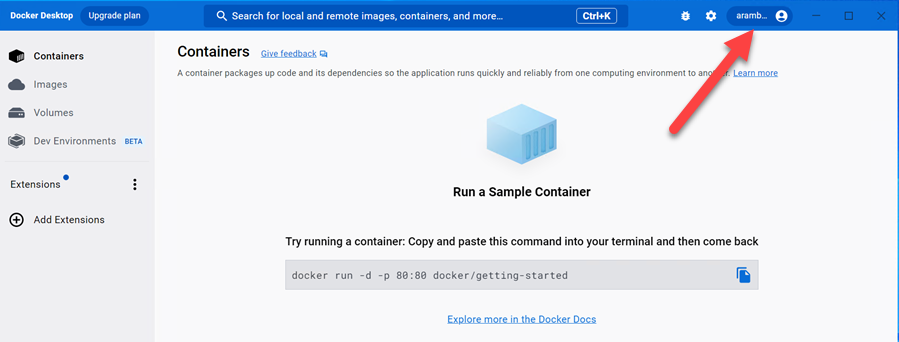 Docker Desktop Upgrade plan Search for local and remote images, containers, and more... Ctrl+K aramb...
Containers
Images
Volumes
Dev Environments BETA
Extensions
Add Extensions
Containers Give feedback
A container packages up code and its dependencies so the application runs quickly and reliably from one computing environment to another. Learn more
Run a Sample Container
Try running a container: Copy and paste this command into your terminal and then come back
docker run -d -p 80:80 docker/getting-started
Explore more in the Docker Docs